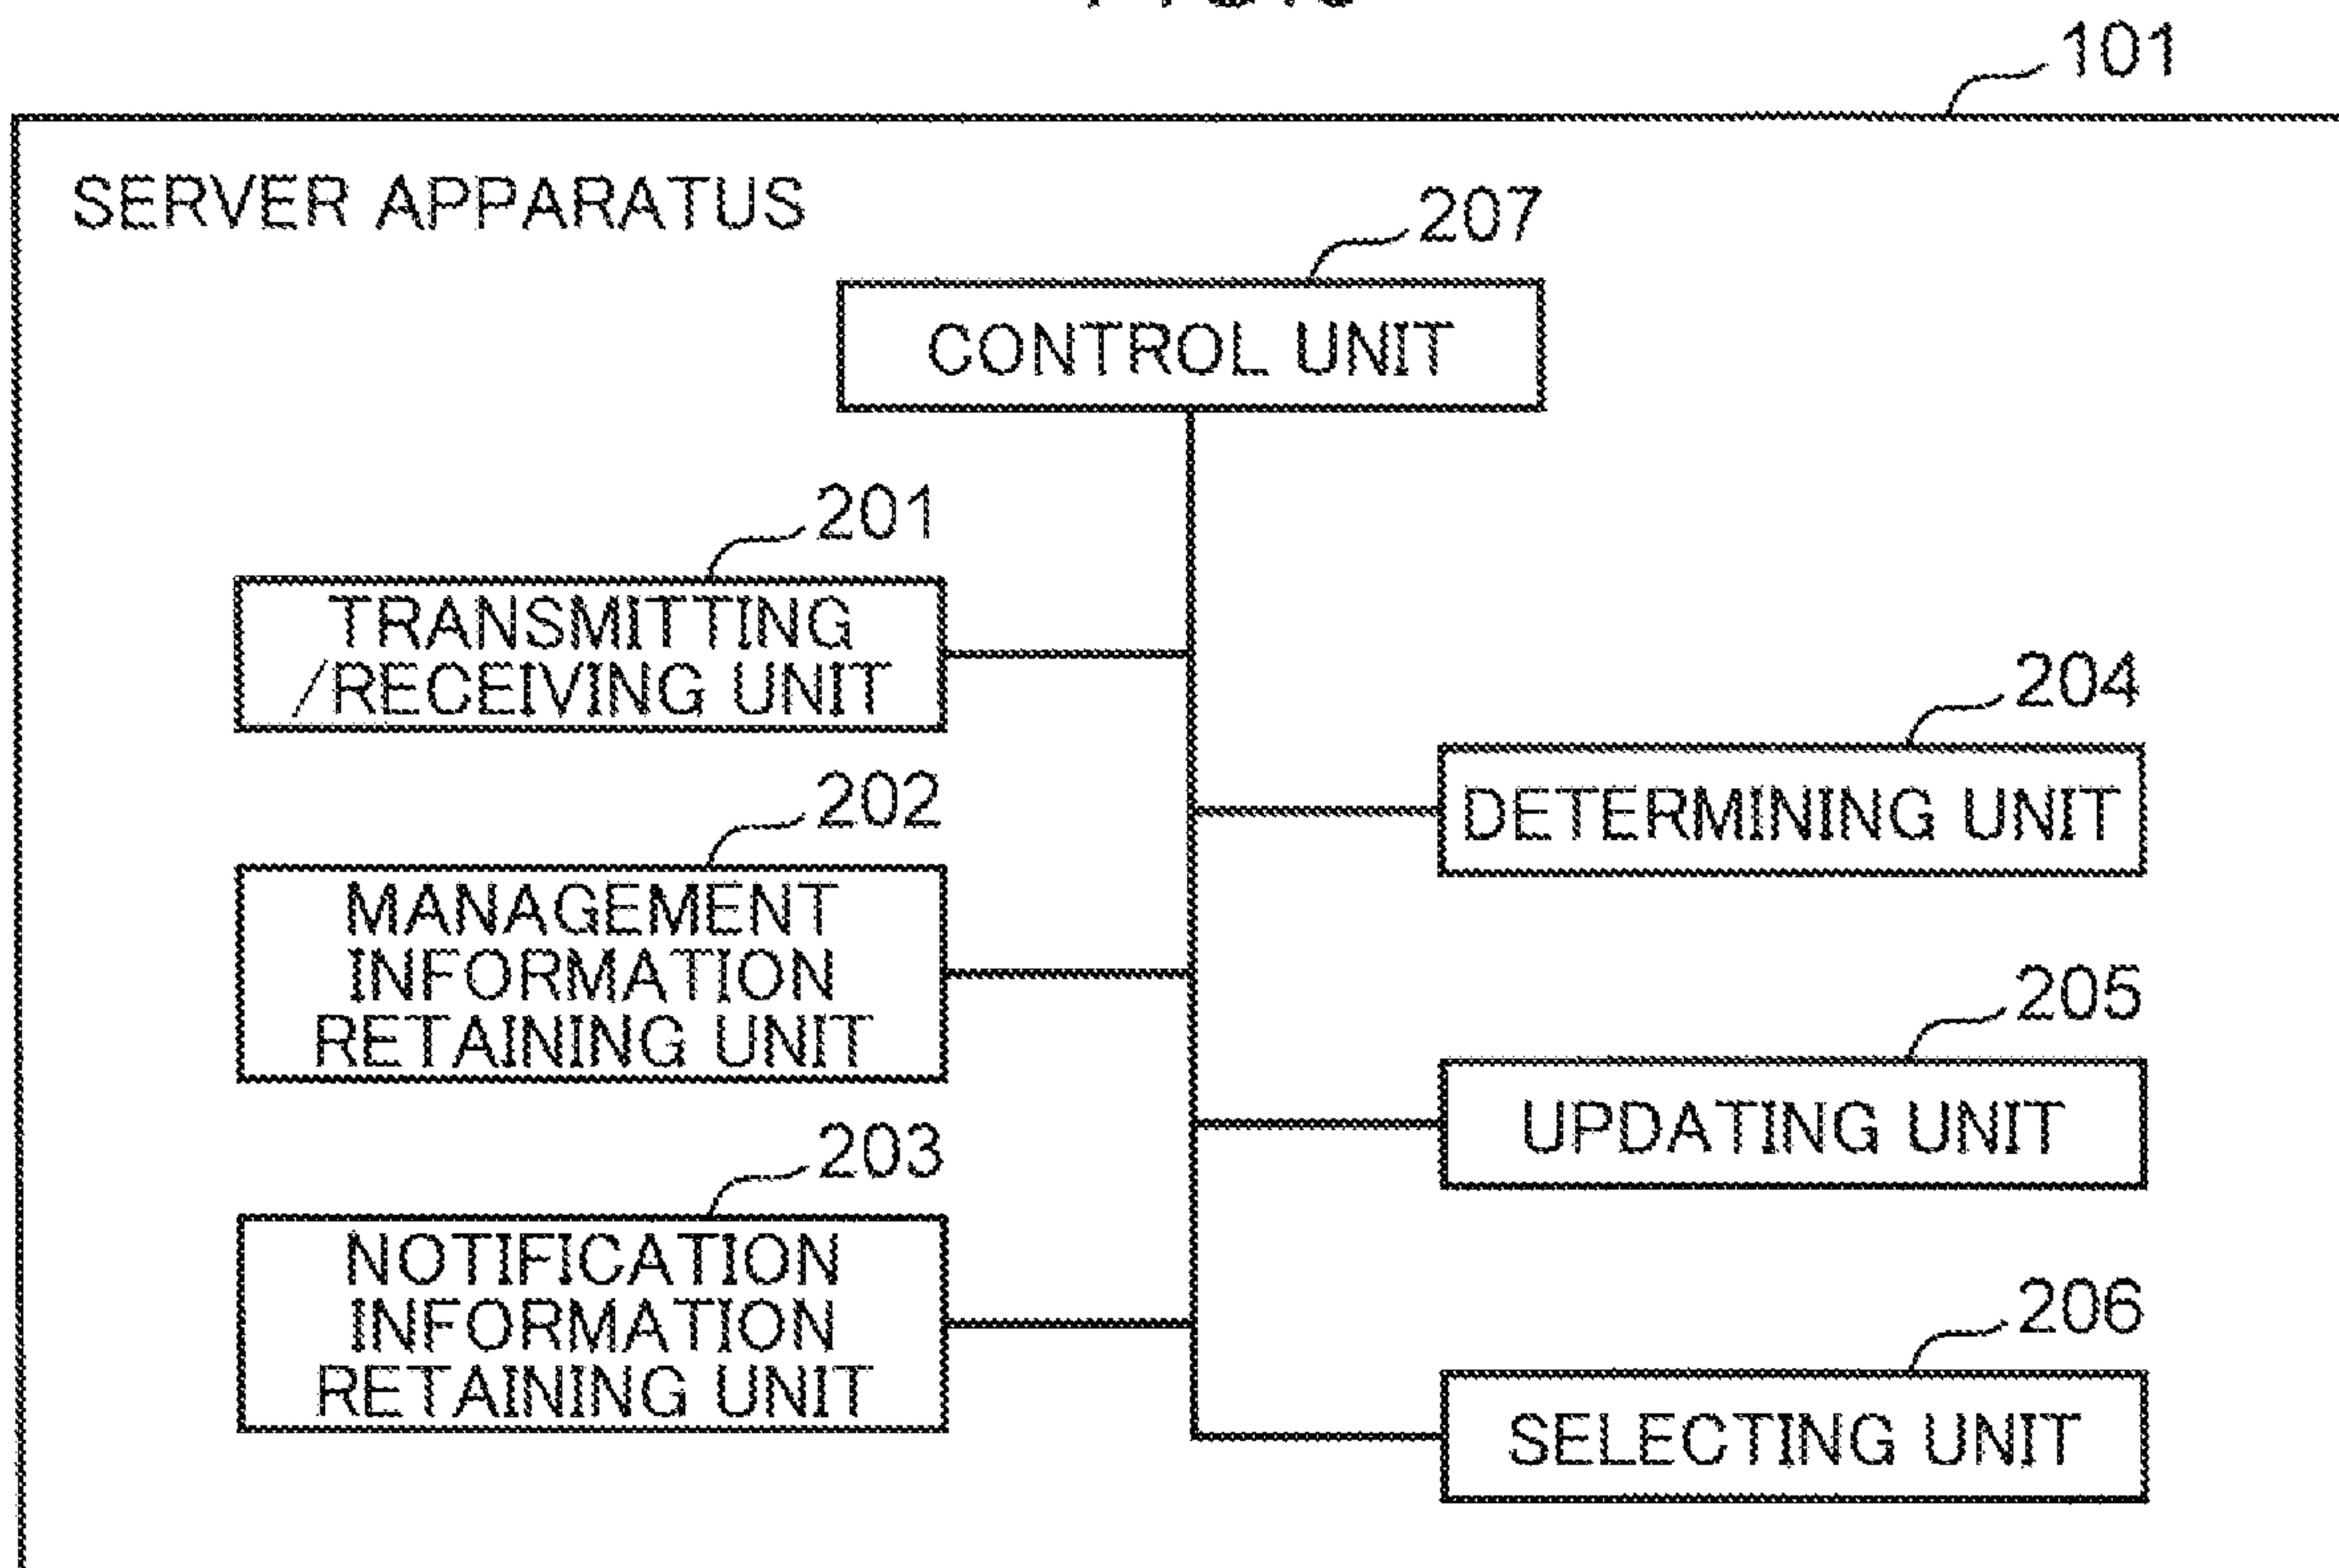 101
SERVER APPARATUS
207
CONTROL UNIT
201
TRANSMITTING
/RECEIVING UNIT
204
DETERMINING UNIT
202
MANAGEMENT
INFORMATION
RETAINING UNIT
205
UPDATING UNIT
203
NOTIFICATION
INFORMATION
RETAINING UNIT
206
SELECTING UNIT